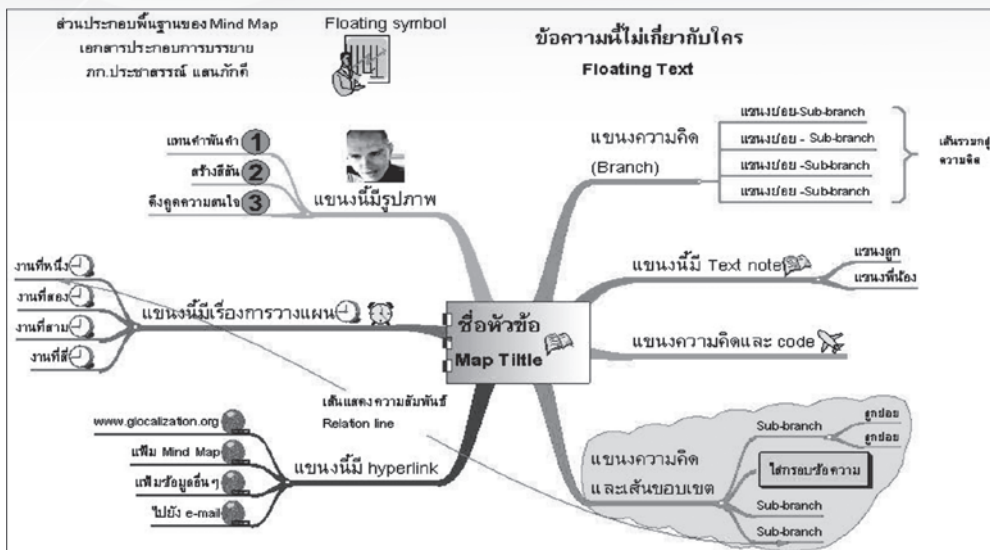 ส่วนประกอบพื้นฐานของ Mind Map
เอกสารประกอบการบรรยาย
ภก.ประชาสรรณ์ แสนภักดี
Floating symbol
ข้อความนี้ไม่เกี่ยวกับใคร
Floating Text
แทนคำพันคำ 1
สร้างสีสัน 2
ดึงดูดความสนใจ 3
แขนงนี้มีรูปภาพ
แขนงความคิด
(Branch)
แขนงย่อย-Sub-branch
แขนงย่อย - Sub-branch
แขนงย่อย -Sub-branch
แขนงย่อย -Sub-branch
เส้นรวมกลุ่
ความคิด
งานที่หนึ่ง
งานที่สอง
งานที่สาม
งานที่สี่
แขนงนี้มีเรื่องการวางแผน
ชื่อหัวข้อ
Map Tiltle
แขนงนี้มี Text note
แขนงลูก
แขนงพี่น้อง
แขนงความคิดและ code
เส้นแสดงความสัมพันธ์
Relation line
www.glocalization.org
แฟ้ม Mind Map
แฟ้มข้อมูลอื่นๆ
ไปยัง e-mail
แขนงนี้มี hyperlink
แขนงความคิด
และเส้นขอบเขต
Sub-branch
ลูกย่อย
ลูกย่อย
ใส่กรอบข้อความ
Sub-branch
Sub-branch